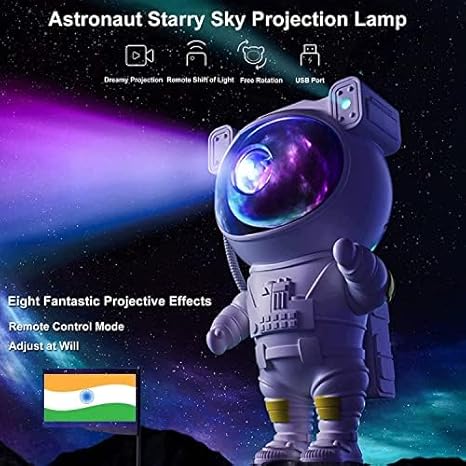 Astronaut Starry Sky Projection Lamp
Dreamy Projection Remote Shift of Light Free Rotation USB Port
Eight Fantastic Projective Effects
Remote Control Mode
Adjust at Will